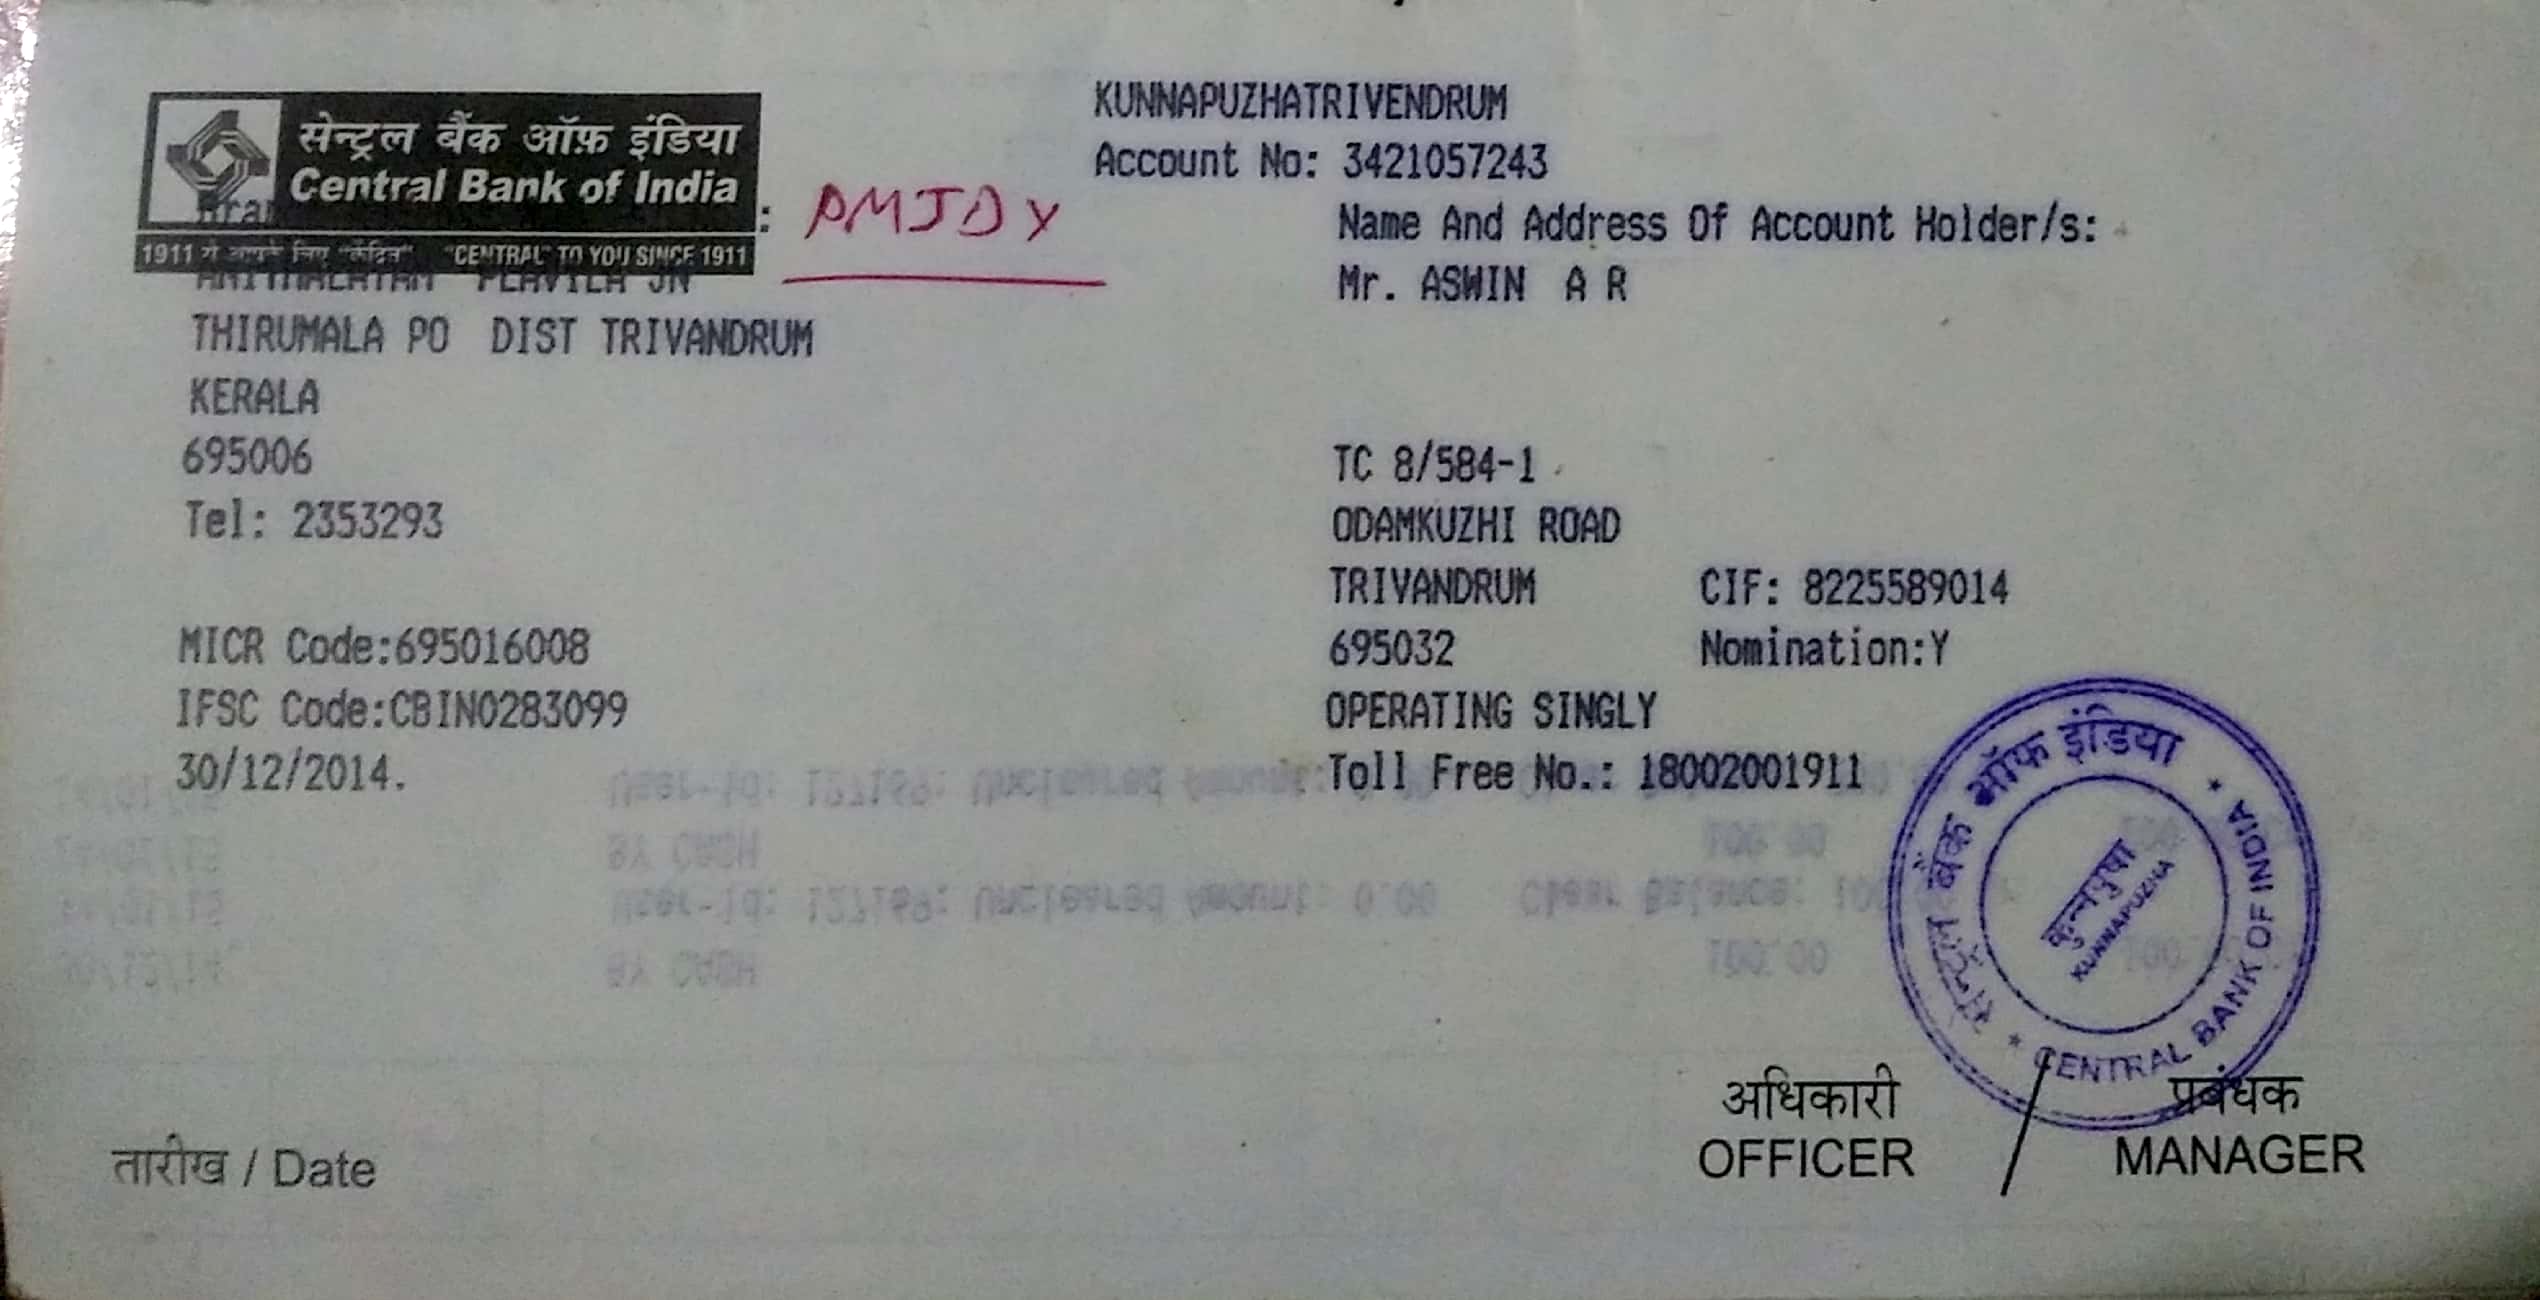 सेन्ट्रल बैंक ऑफ़ इंडिया
Central Bank of India
1911 से आपके लिए "केंद्रित" "CENTRAL" TO YOU SINCE 1911
: PMJDY
PLAVILA JN
THIRUMALA PO DIST TRIVANDRUM
KERALA
695006
Tel: 2353293
MICR Code:695016008
IFSC Code:CBIN0283099
30/12/2014.
KUNNAPUZHATRIVENDRUM
Account No: 3421057243
Name And Address Of Account Holder/s:
Mr. ASWIN A R
TC 8/584-1
ODAMKUZHI ROAD
TRIVANDRUM CIF: 8225589014
695032 Nomination:Y
OPERATING SINGLY
Toll Free No.: 18002001911
सेन्ट्रल बैंक ऑफ इंडिया
कुन्नपुषा
KUNNAPUZHA
CENTRAL BANK OF INDIA
अधिकारी / प्रबंधक
OFFICER / MANAGER
तारीख / Date